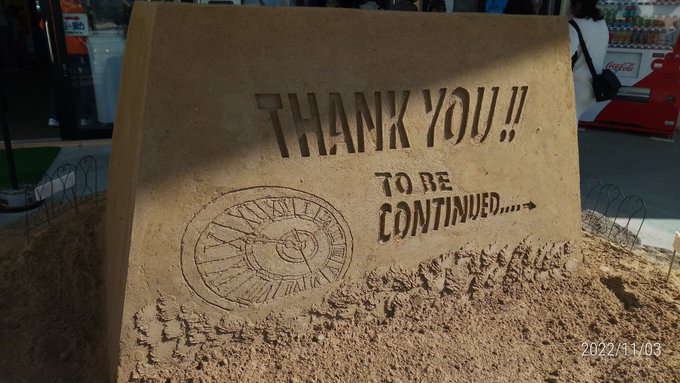 THANK YOU!!
TO BE
CONTINUED....→
Coca-Cola
2022/11/03